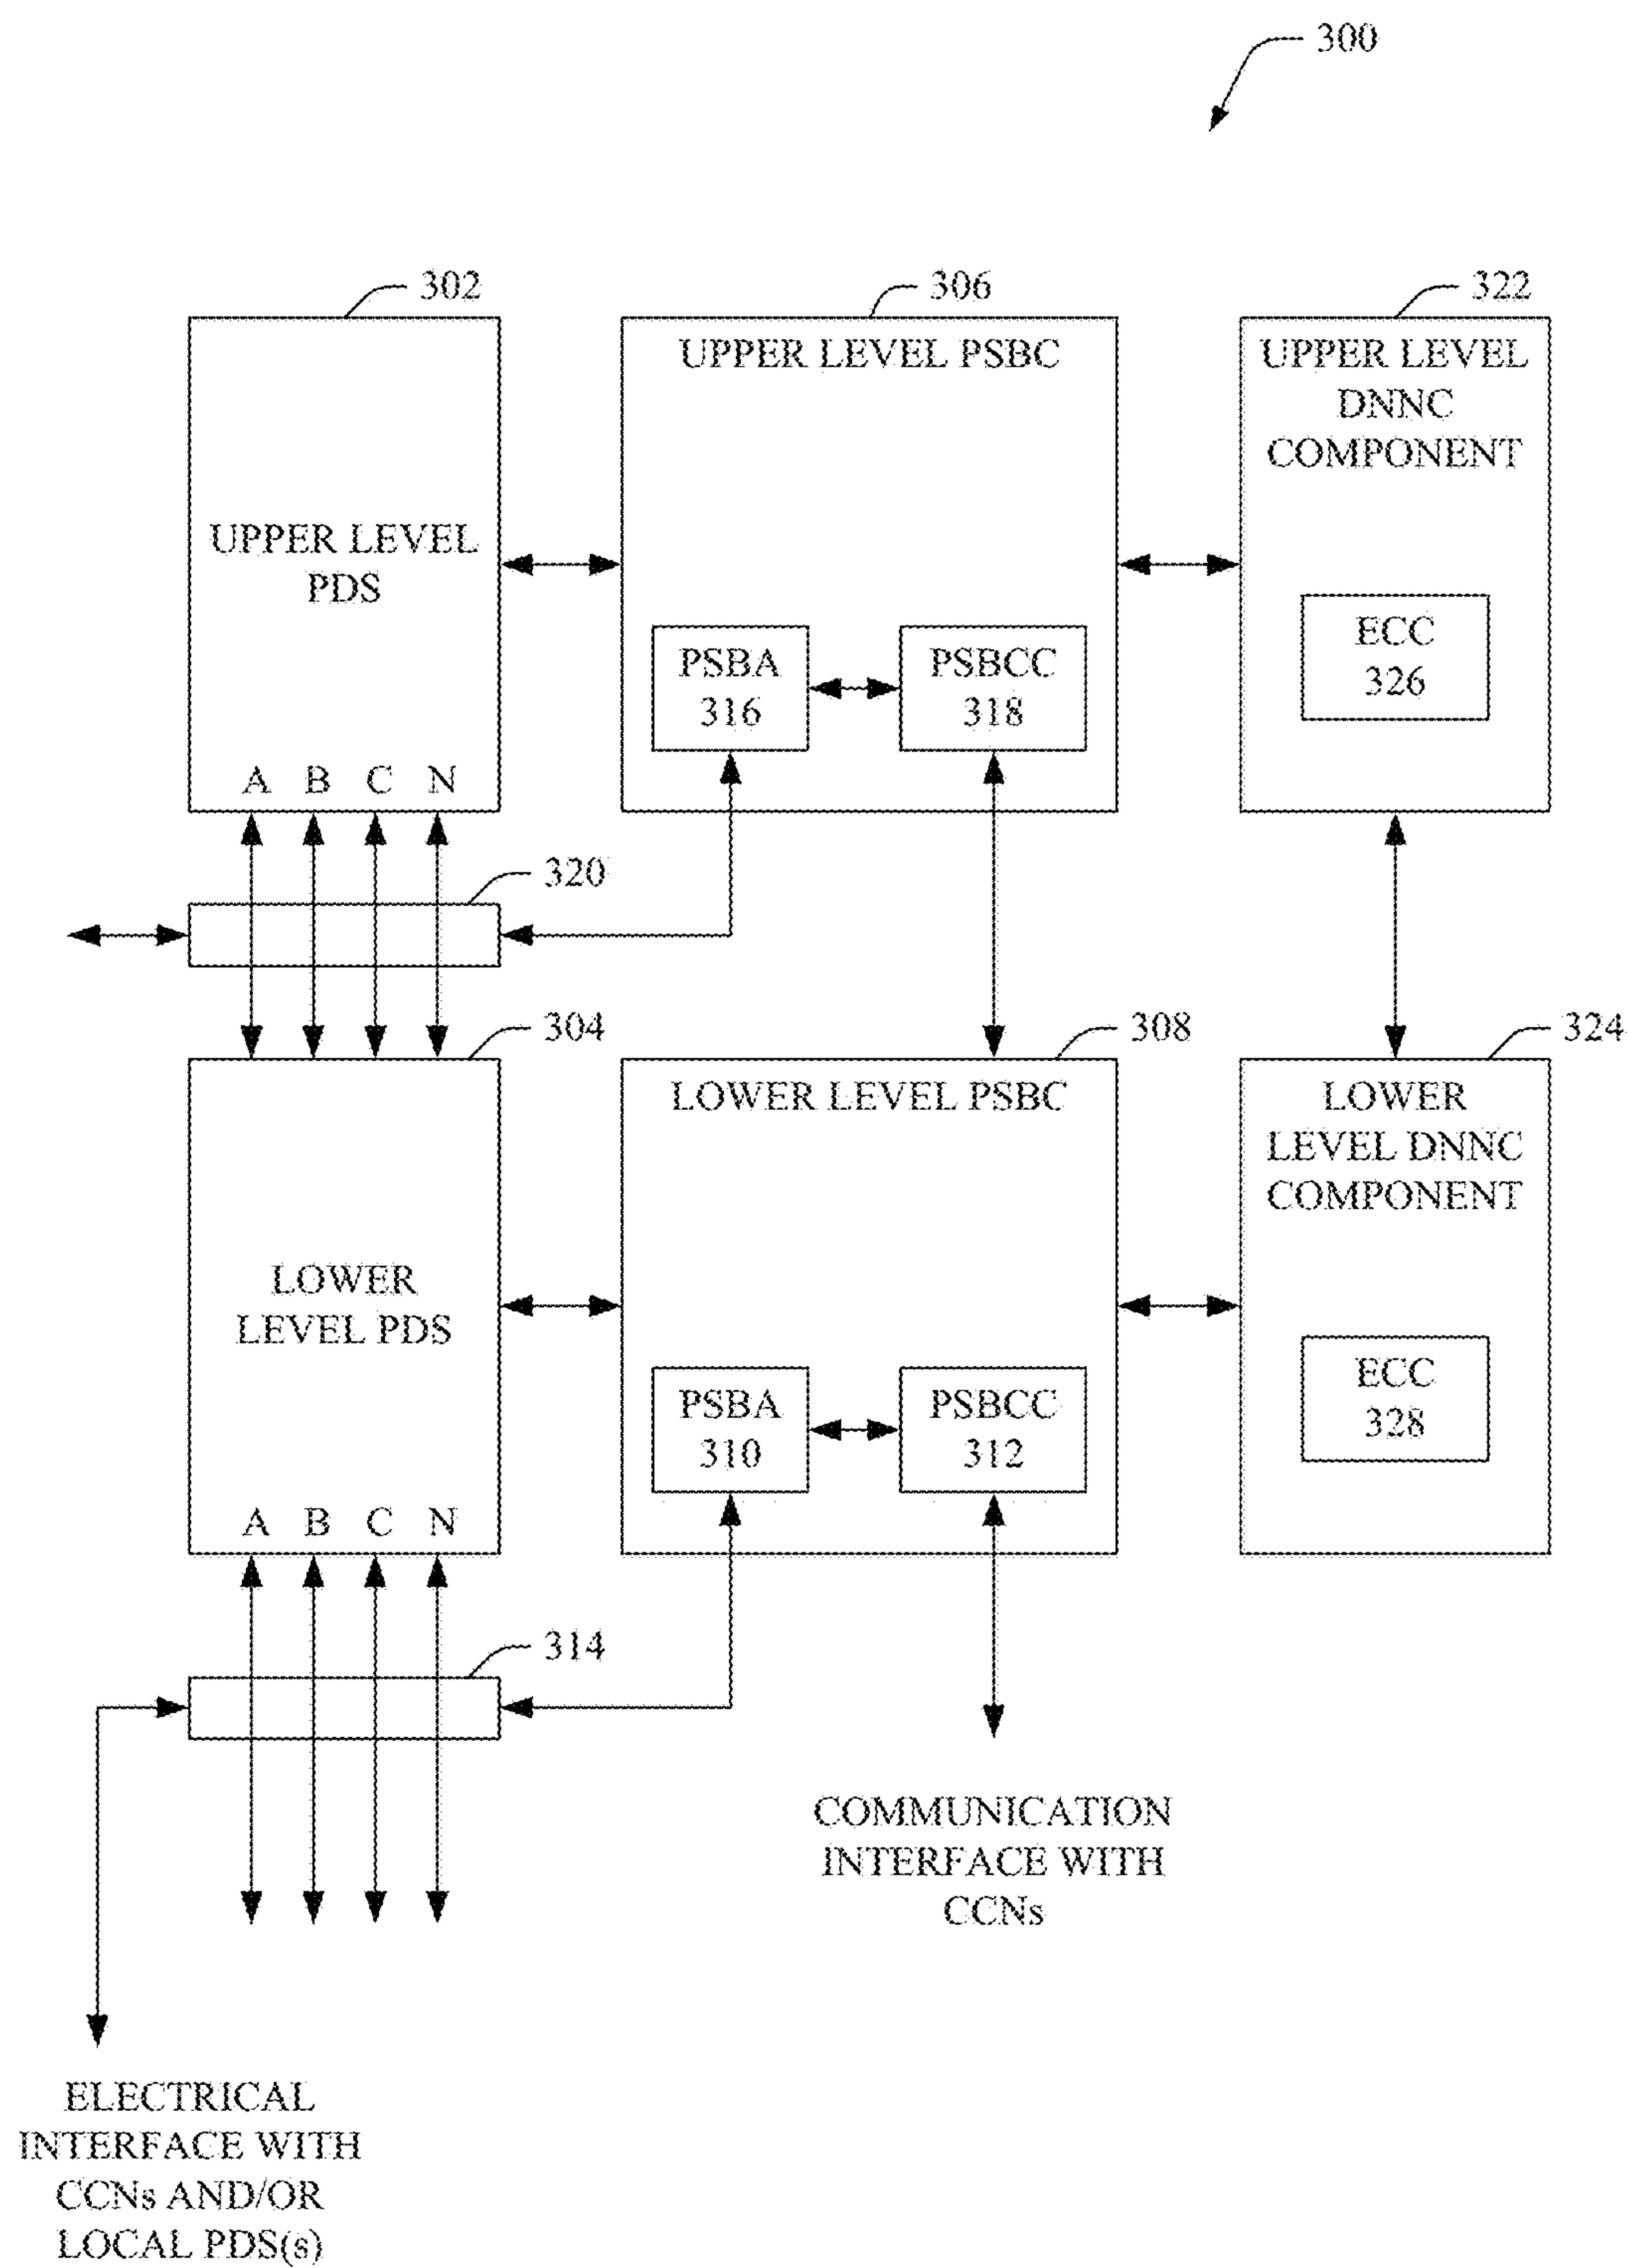 300
302
306
322
UPPER LEVEL
PDS
A B C N
UPPER LEVEL PSBC
PSBA
316
PSBCC
318
UPPER LEVEL
DNNC
COMPONENT
ECC
326
320
304
308
324
LOWER
LEVEL PDS
A B C N
LOWER LEVEL PSBC
PSBA
310
PSBCC
312
LOWER
LEVEL DNNC
COMPONENT
ECC
328
314
COMMUNICATION
INTERFACE WITH
CCNs
ELECTRICAL
INTERFACE WITH
CCNs AND/OR
LOCAL PDS(s)